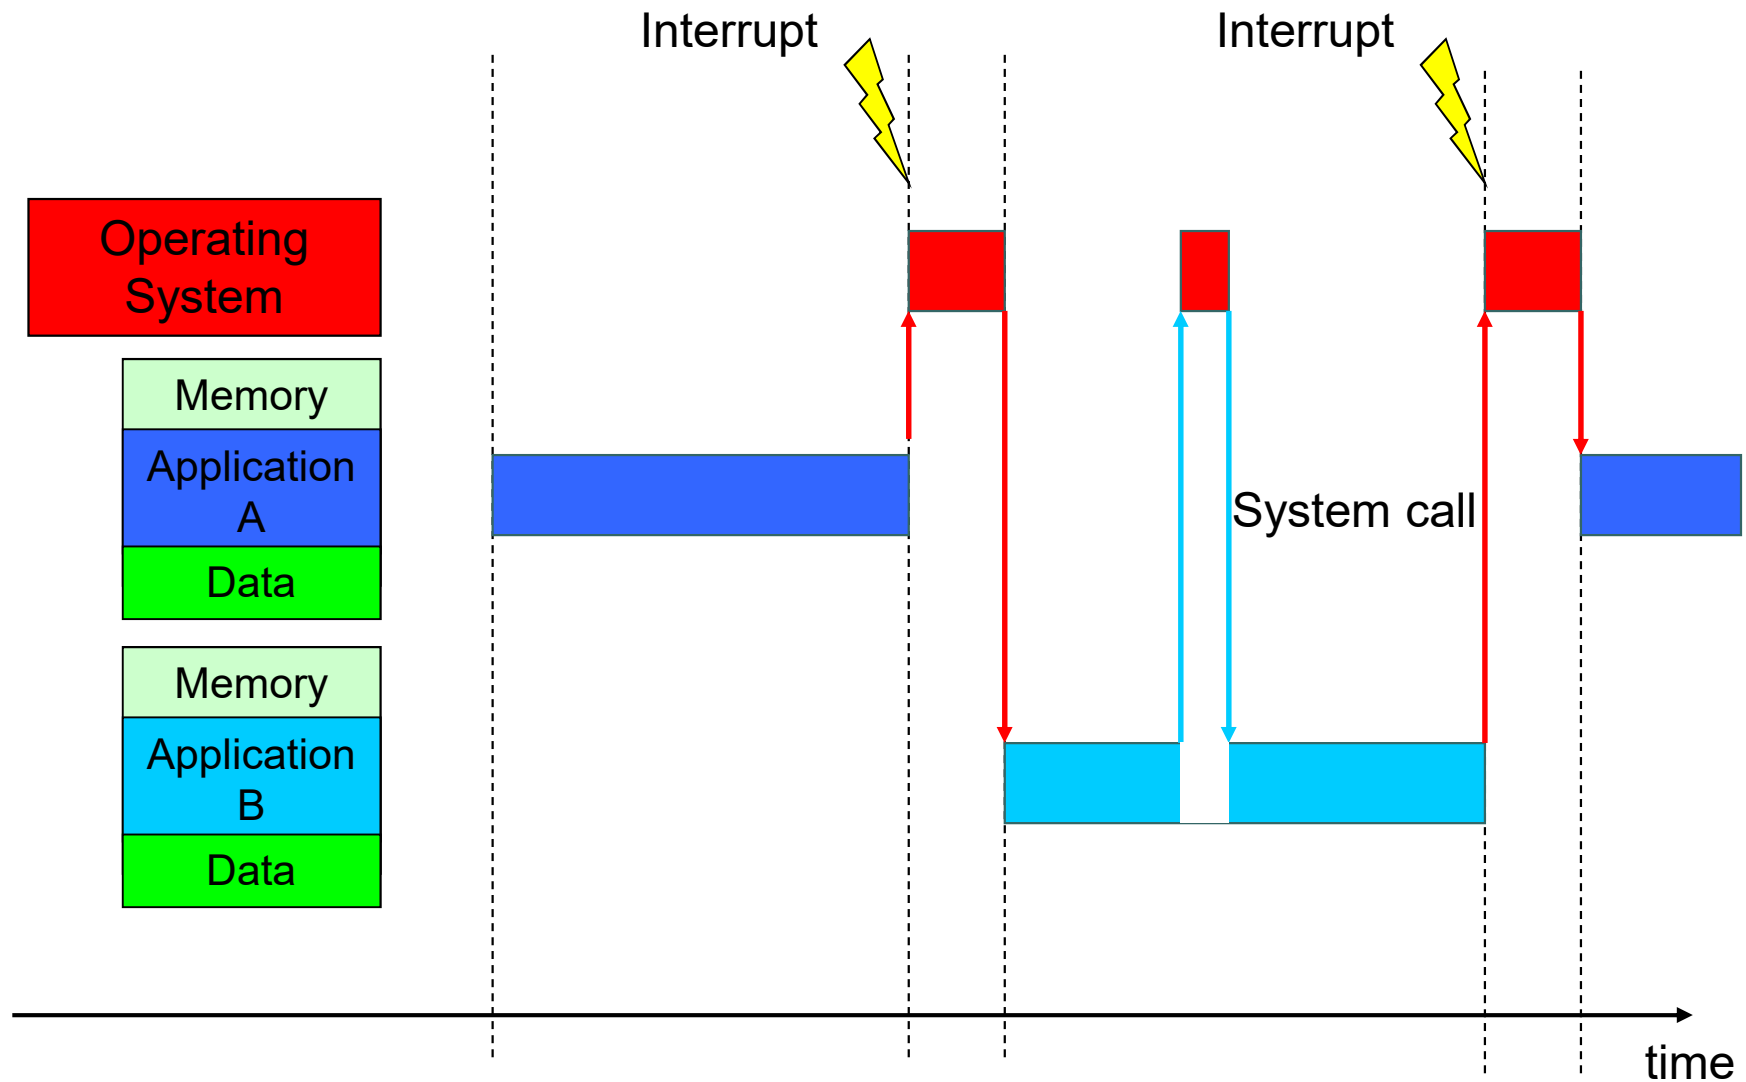 Interrupt
Interrupt
Operating
System
Memory
Application
A
Data
System call
Memory
Application
B
Data
time